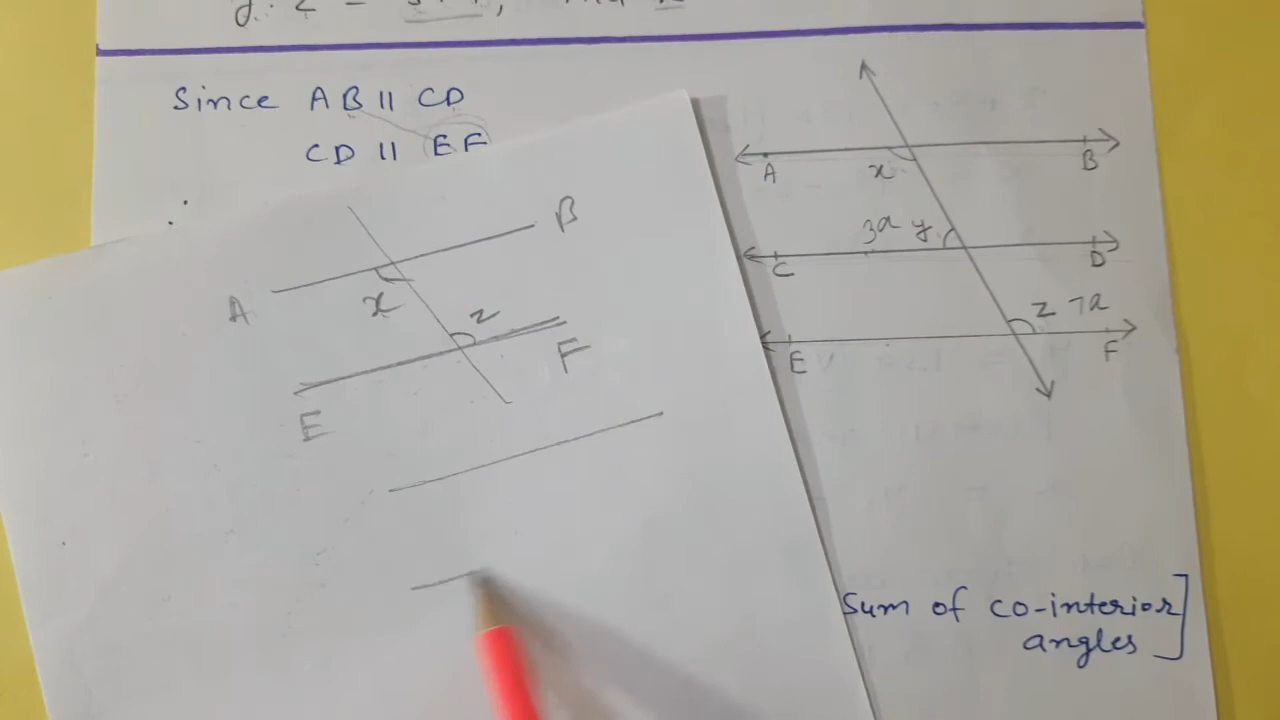 Since AB || CD
CD || EF
∴
A
B
x
z
E
F
A
x
B
3a y
C
D
z 7a
E
F
Sum of co-interior
angles]